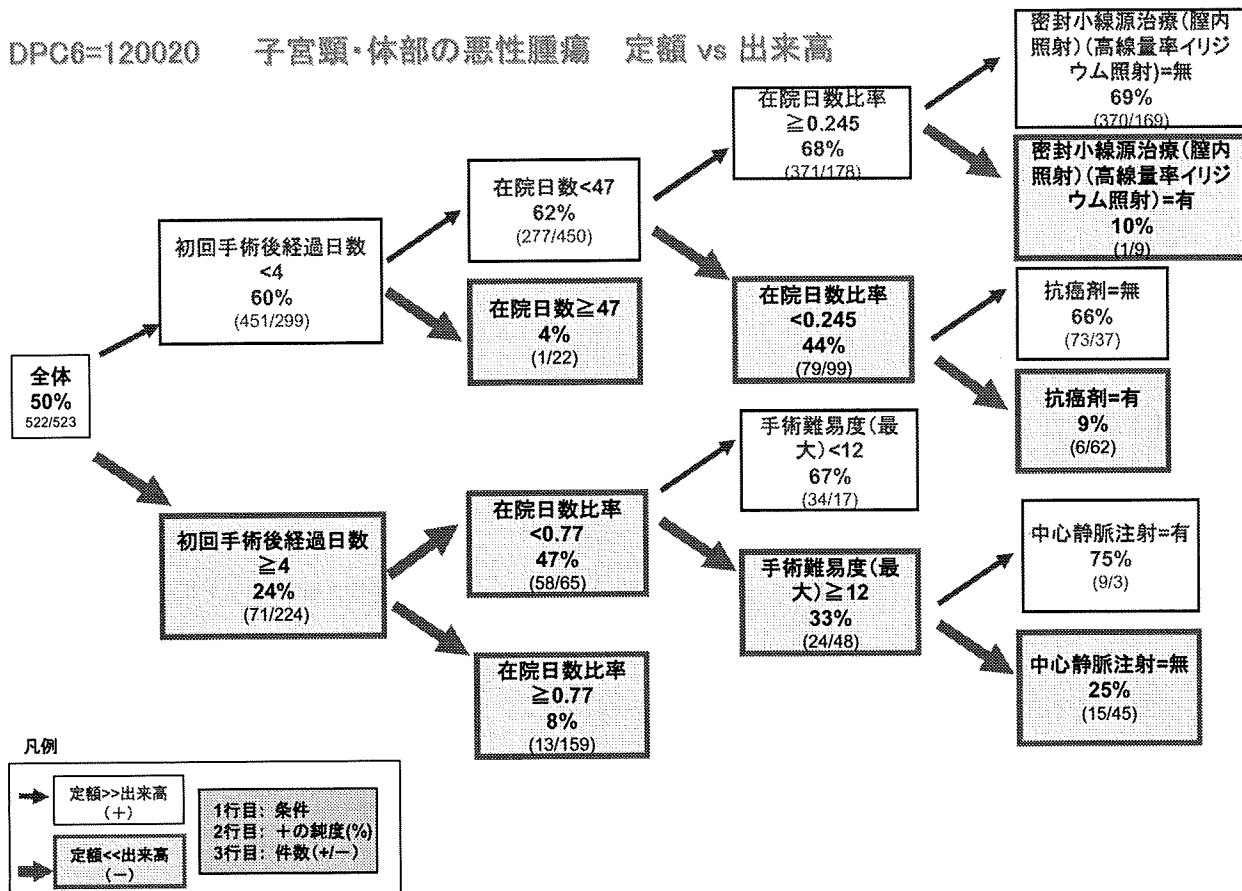 DPC6=120020 子宮頸・体部の悪性腫瘍 定額 vs 出来高
全体
50%
522/523
初回手術後経過日数
<4
60%
(451/299)
初回手術後経過日数
≧4
24%
(71/224)
在院日数<47
62%
(277/450)
在院日数≧47
4%
(1/22)
在院日数比率
<0.77
47%
(58/65)
在院日数比率
≧0.77
8%
(13/159)
在院日数比率
≧0.245
68%
(371/178)
在院日数比率
<0.245
44%
(79/99)
手術難易度(最
大)<12
67%
(34/17)
手術難易度(最
大)≧12
33%
(24/48)
密封小線源治療(膣内
照射)(高線量率イリジ
ウム照射)=無
69%
(370/169)
密封小線源治療(膣内
照射)(高線量率イリジ
ウム照射)=有
10%
(1/9)
抗癌剤=無
66%
(73/37)
抗癌剤=有
9%
(6/62)
中心静脈注射=有
75%
(9/3)
中心静脈注射=無
25%
(15/45)
凡例
定額>>出来高
(+)
定額<<出来高
(−)
1行目: 条件
2行目: +の純度(%)
3行目: 件数(+/−)